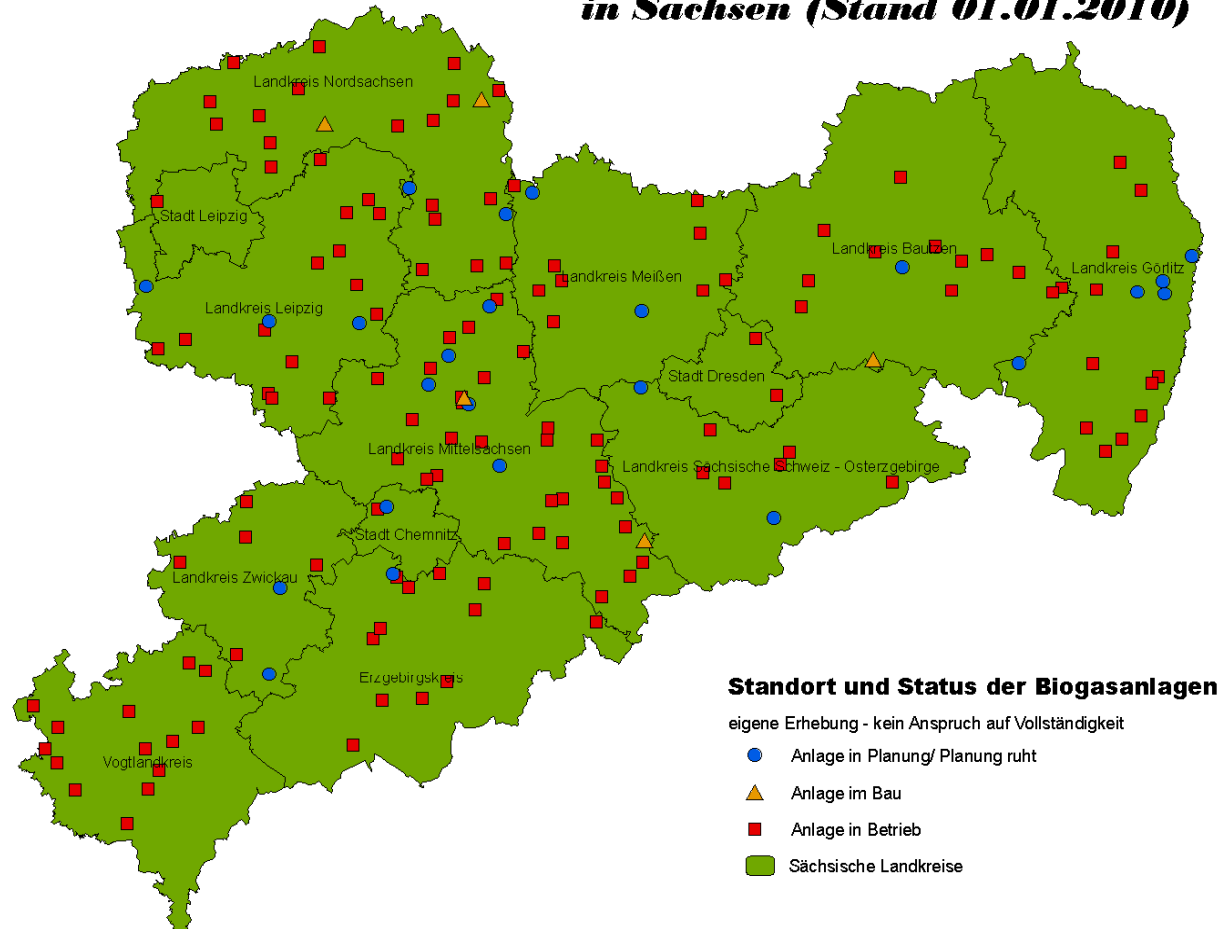 in Sachsen (Stand 01.01.2010)
Landkreis Nordsachsen
Stadt Leipzig
Landkreis Bautzen
Landkreis Görlitz
Landkreis Meißen
Landkreis Leipzig
Stadt Dresden
Landkreis Mittelsachsen
Landkreis Sächsische Schweiz - Osterzgebirge
Stadt Chemnitz
Landkreis Zwickau
Erzgebirgskreis
Vogtlandkreis
Standort und Status der Biogasanlagen
eigene Erhebung - kein Anspruch auf Vollständigkeit
Anlage in Planung/ Planung ruht
Anlage im Bau
Anlage in Betrieb
Sächsische Landkreise